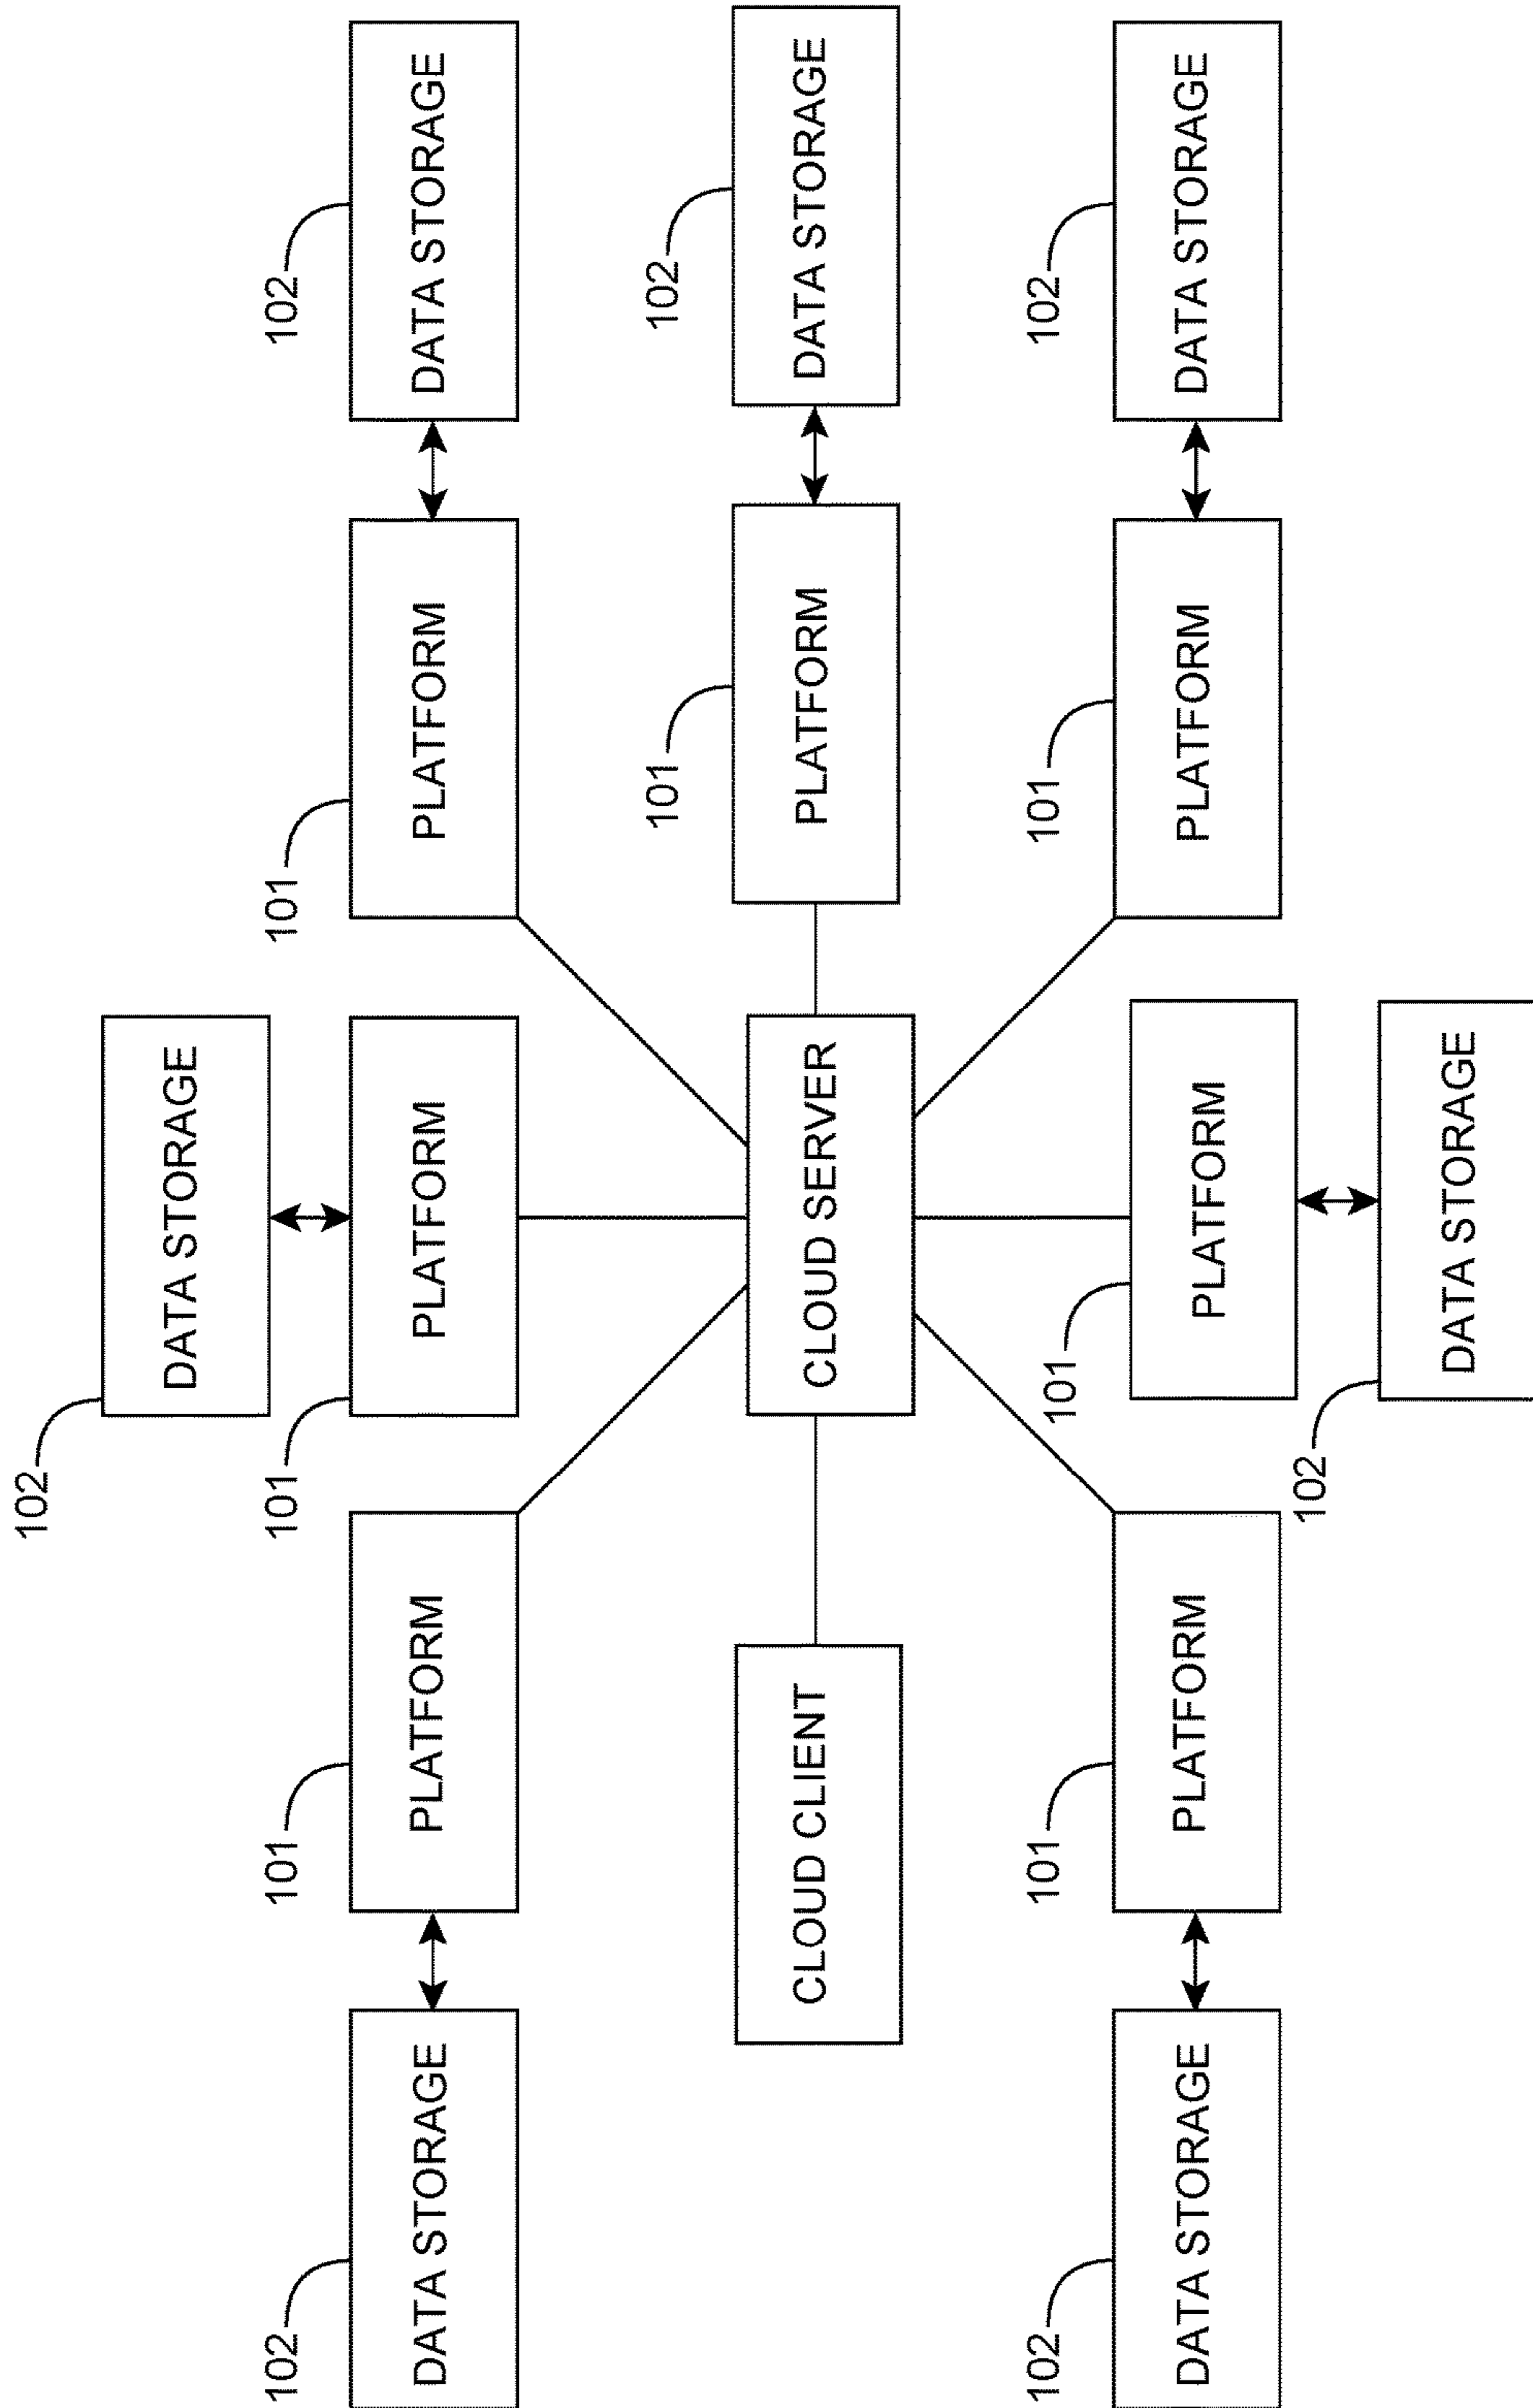 102
DATA STORAGE
102
101
101
101
102
DATA STORAGE
PLATFORM
PLATFORM
PLATFORM
DATA STORAGE
101
102
CLOUD CLIENT
CLOUD SERVER
PLATFORM
DATA STORAGE
102
101
101
101
102
DATA STORAGE
PLATFORM
PLATFORM
PLATFORM
DATA STORAGE
102
DATA STORAGE